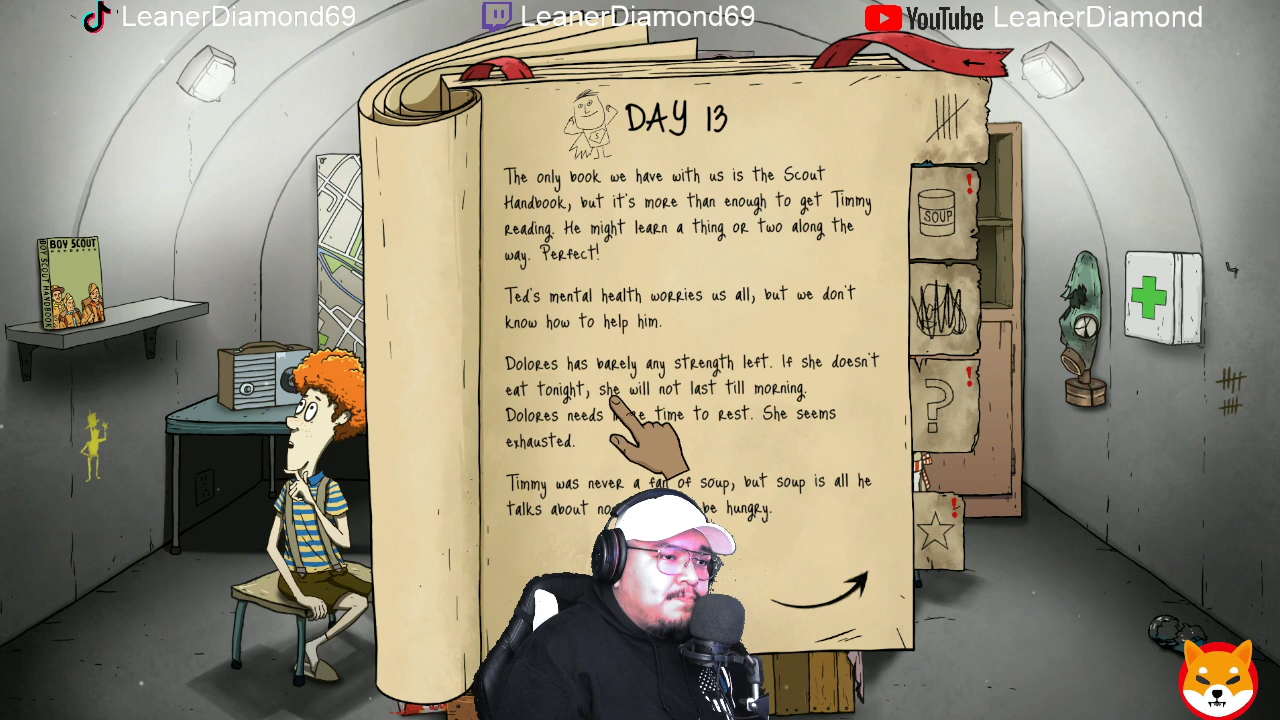 LeanerDiamond69
LeanerDiamond69
YouTube LeanerDiamond
DAY 13
The only book we have with us is the Scout
Handbook, but it's more than enough to get Timmy
reading. He might learn a thing or two along the
way. Perfect!
Ted's mental health worries us all, but we don't
know how to help him.
Dolores has barely any strength left. If she doesn't
eat tonight, she will not last till morning.
Dolores needs time to rest. She seems
exhausted.
Timmy was never a fan of soup, but soup is all he
talks about be hungry.
SOUP
!
?
!
!
BOY SCOUT
BOY SCOUT HANDBOOK